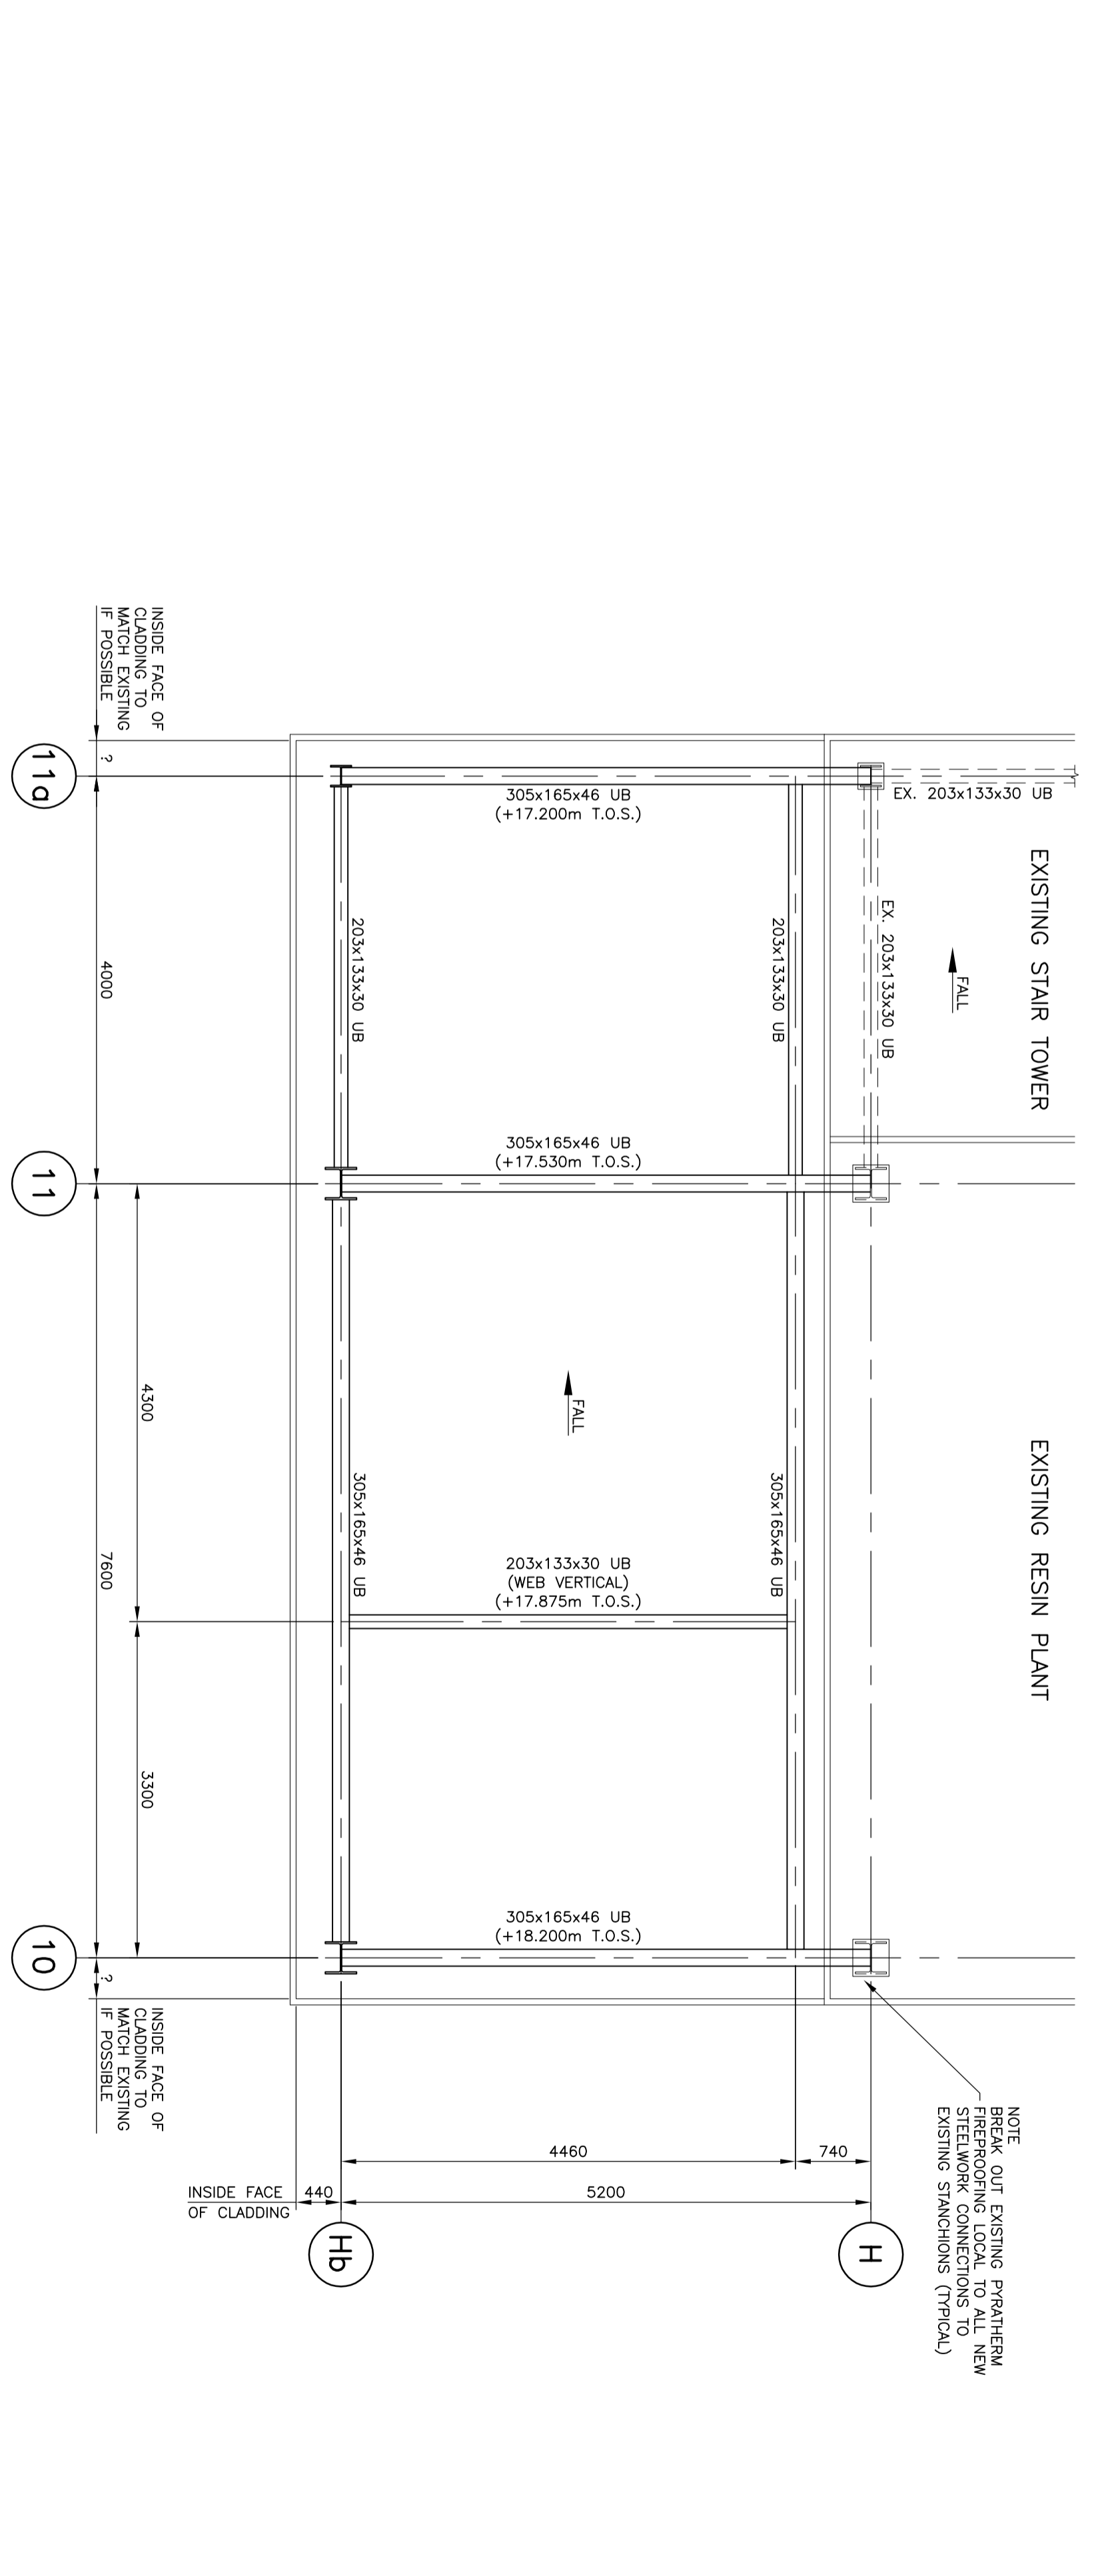 EXISTING STAIR TOWER
EXISTING RESIN PLANT
EX. 203x133x30 UB
FALL
EX. 203x133x30 UB
NOTE
BREAK OUT EXISTING PYRATHERM
FIREPROOFING LOCAL TO ALL NEW
STEELWORK CONNECTIONS TO
EXISTING STANCHIONS (TYPICAL)
H
740
4460
5200
203x133x30 UB
305x165x46 UB
305x165x46 UB
(+17.200m T.O.S.)
305x165x46 UB
(+17.530m T.O.S.)
FALL
203x133x30 UB
(WEB VERTICAL)
(+17.875m T.O.S.)
305x165x46 UB
(+18.200m T.O.S.)
203x133x30 UB
305x165x46 UB
Hb
440
INSIDE FACE
OF CLADDING
INSIDE FACE OF
CLADDING TO
MATCH EXISTING
IF POSSIBLE
?
4000
4300
3300
7600
?
INSIDE FACE OF
CLADDING TO
MATCH EXISTING
IF POSSIBLE
11a
11
10